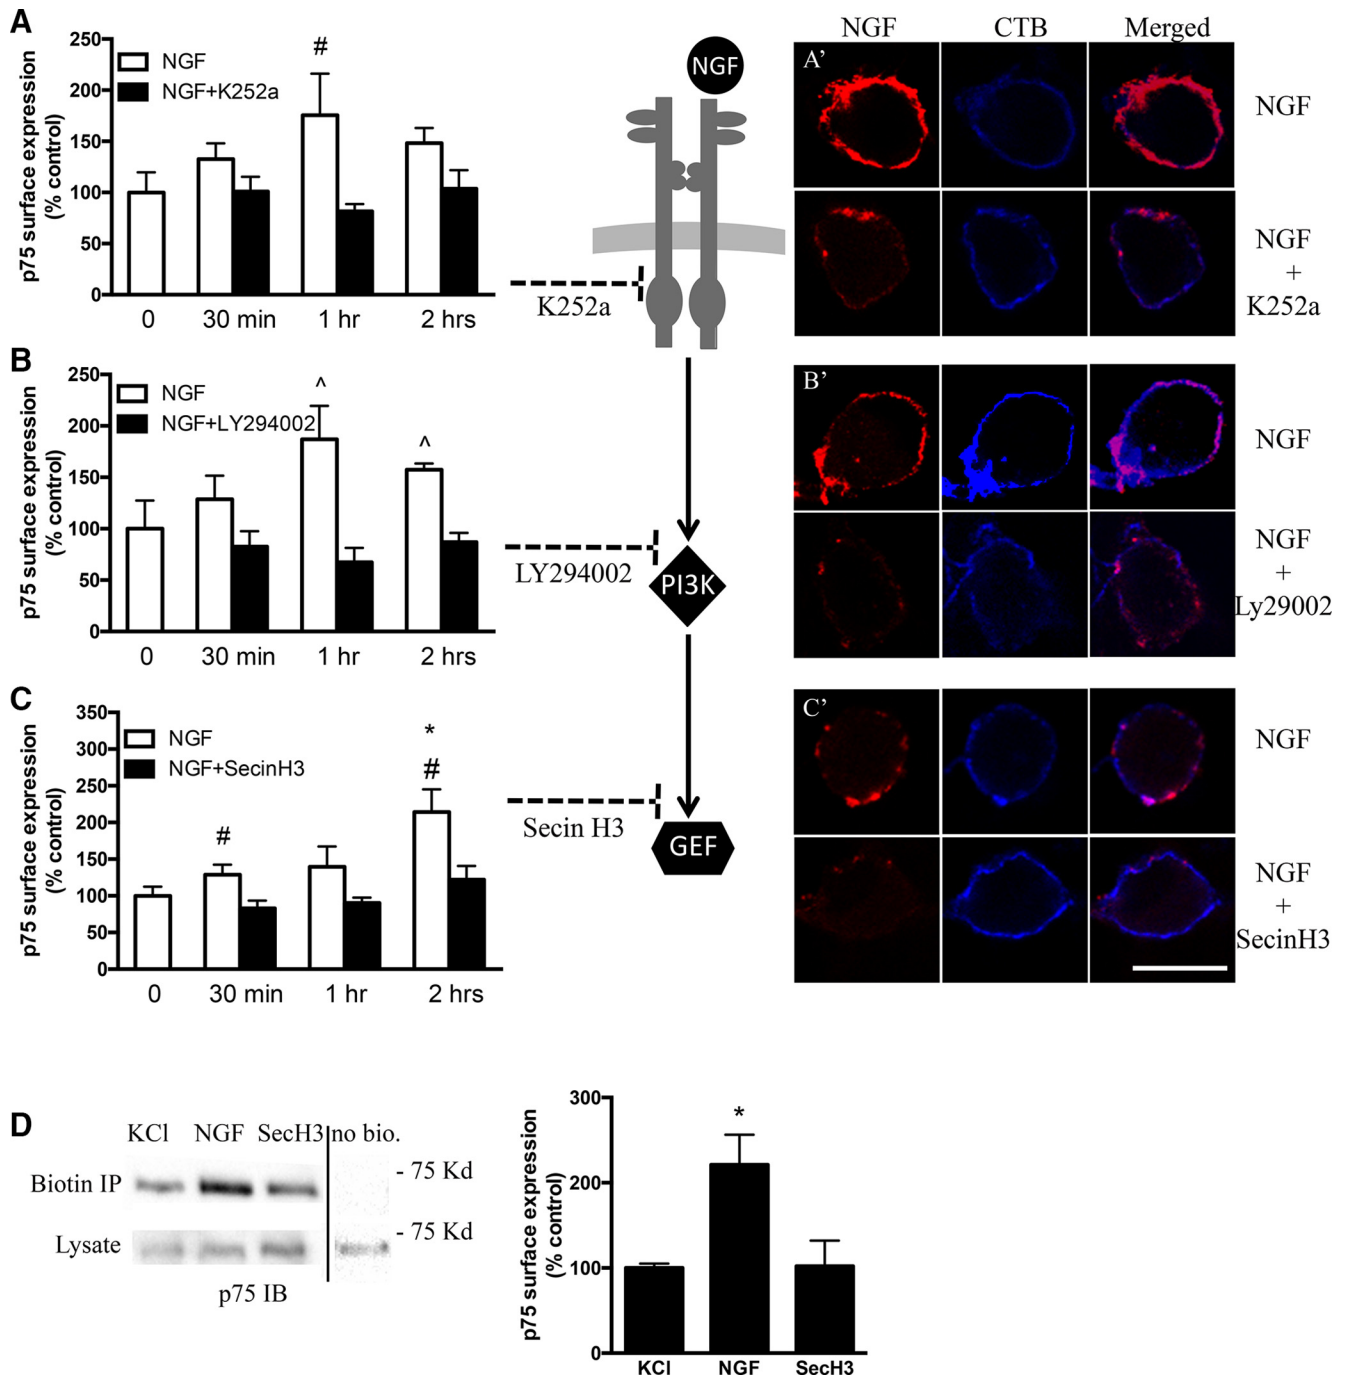 A
p75 surface expression
(% control)
250
200
150
100
50
0
NGF
NGF+K252a
#
0 30 min 1 hr 2 hrs
NGF
K252a
NGF CTB Merged
A’
NGF
NGF
+
K252a
B
p75 surface expression
(% control)
250
200
150
100
50
0
NGF
NGF+LY294002
^
^
0 30 min 1 hr 2 hrs
LY294002
PI3K
B’
NGF
NGF
+
Ly29002
C
p75 surface expression
(% control)
350
300
250
200
150
100
50
0
NGF
NGF+SecinH3
#
*
#
0 30 min 1 hr 2 hrs
Secin H3
GEF
C’
NGF
NGF
+
SecinH3
D
KCl NGF SecH3 no bio.
Biotin IP
- 75 Kd
Lysate
- 75 Kd
p75 IB
p75 surface expression
(% control)
300
200
100
0
*
KCl NGF SecH3